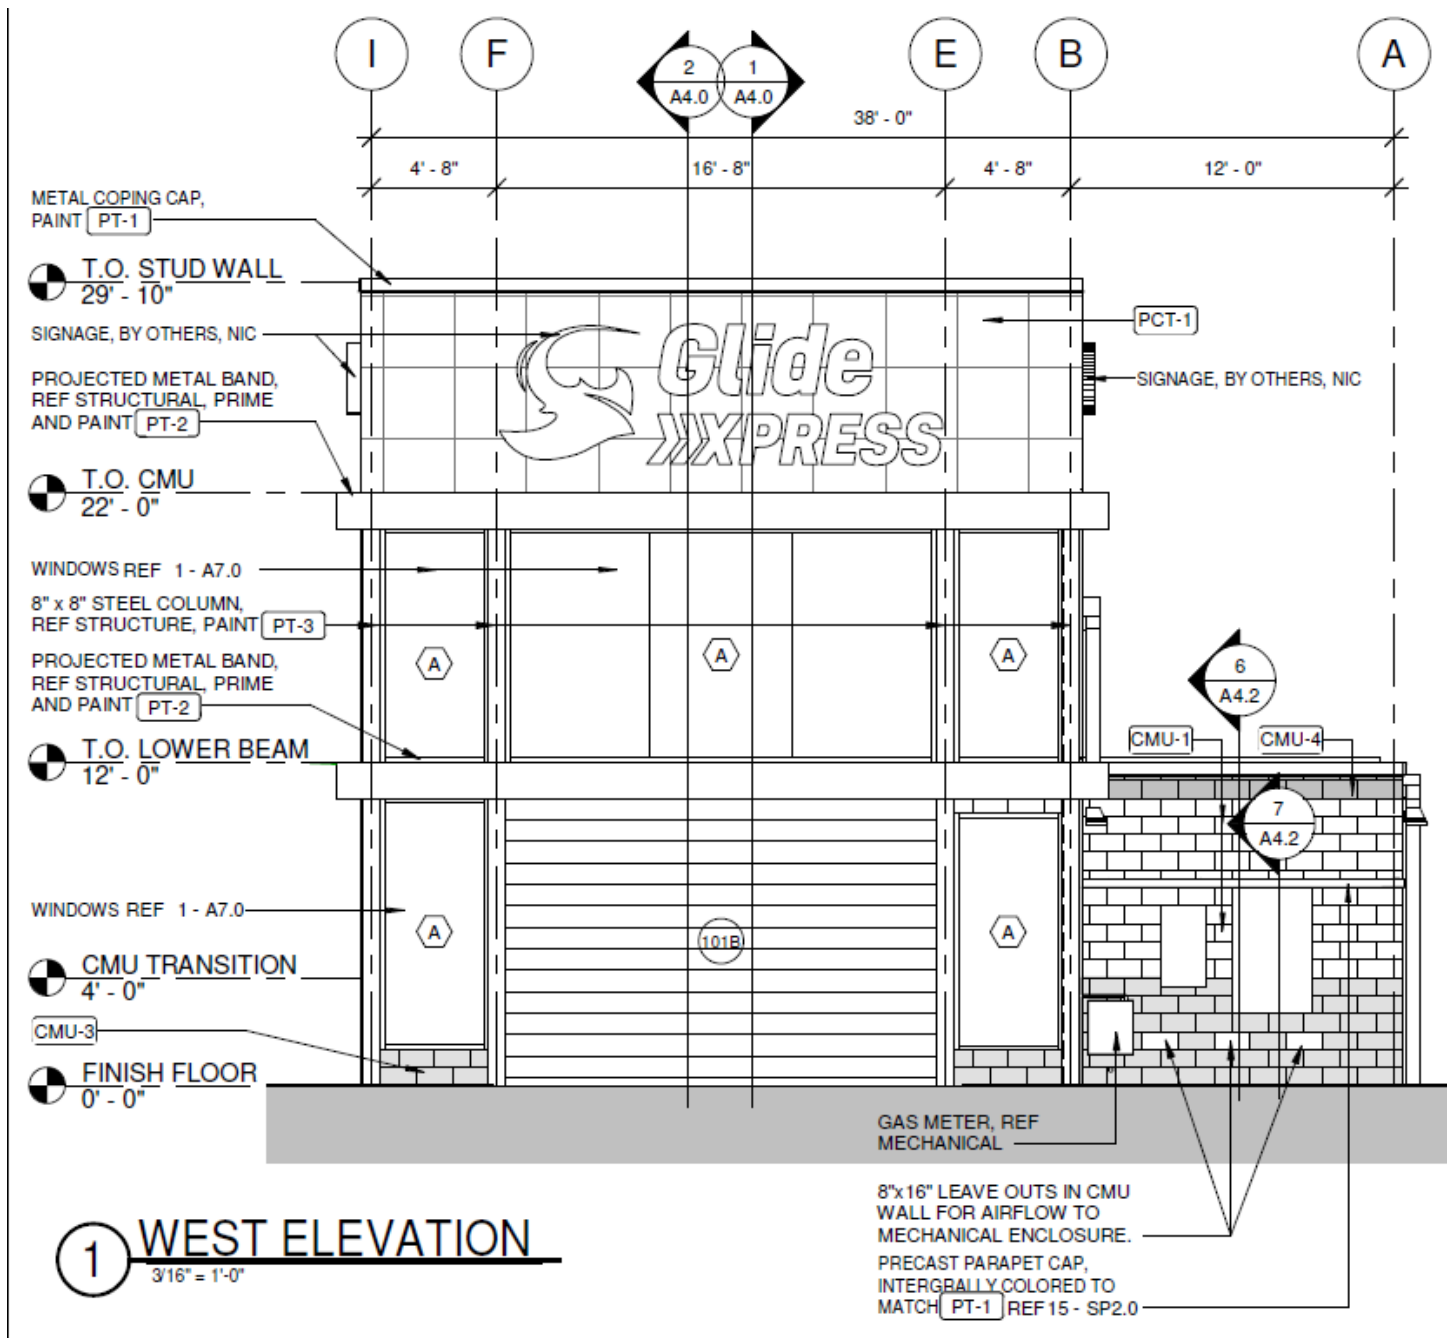 I F E B A
2 1
A4.0 A4.0
38' - 0"
4' - 8" 16' - 8" 4' - 8" 12' - 0"
METAL COPING CAP,
PAINT PT-1
T.O. STUD WALL
29' - 10"
SIGNAGE, BY OTHERS, NIC
PROJECTED METAL BAND,
REF STRUCTURAL, PRIME
AND PAINT PT-2
T.O. CMU
22' - 0"
Glide
XPRESS
PCT-1
SIGNAGE, BY OTHERS, NIC
WINDOWS REF 1 - A7.0
8" x 8" STEEL COLUMN,
REF STRUCTURE, PAINT PT-3
PROJECTED METAL BAND,
REF STRUCTURAL, PRIME
AND PAINT PT-2
T.O. LOWER BEAM
12' - 0"
A A A
6
A4.2
CMU-1 CMU-4
7
A4.2
WINDOWS REF 1 - A7.0
A 101B A
CMU TRANSITION
4' - 0"
CMU-3
FINISH FLOOR
0' - 0"
GAS METER, REF
MECHANICAL
8"x16" LEAVE OUTS IN CMU
WALL FOR AIRFLOW TO
MECHANICAL ENCLOSURE.
PRECAST PARAPET CAP,
INTERGRALLY COLORED TO
MATCH PT-1 REF 15 - SP2.0
1 WEST ELEVATION
3/16" = 1'-0"